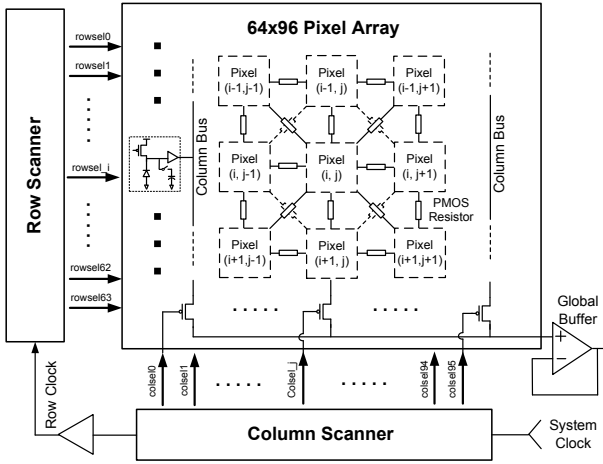 64x96 Pixel Array
rowsel0
rowsel1
rowsel_i
rowsel62
rowsel63
Row Scanner
Column Bus
Pixel
(i-1,j-1)
Pixel
(i-1, j)
Pixel
(i-1,j+1)
Pixel
(i, j-1)
Pixel
(i, j)
Pixel
(i, j+1)
PMOS
Resistor
Pixel
(i+1,j-1)
Pixel
(i+1, j)
Pixel
(i+1,j+1)
Column Bus
Global
Buffer
+
−
colsel0
colsel1
Colsel_j
colsel94
colsel95
Row Clock
Column Scanner
System
Clock